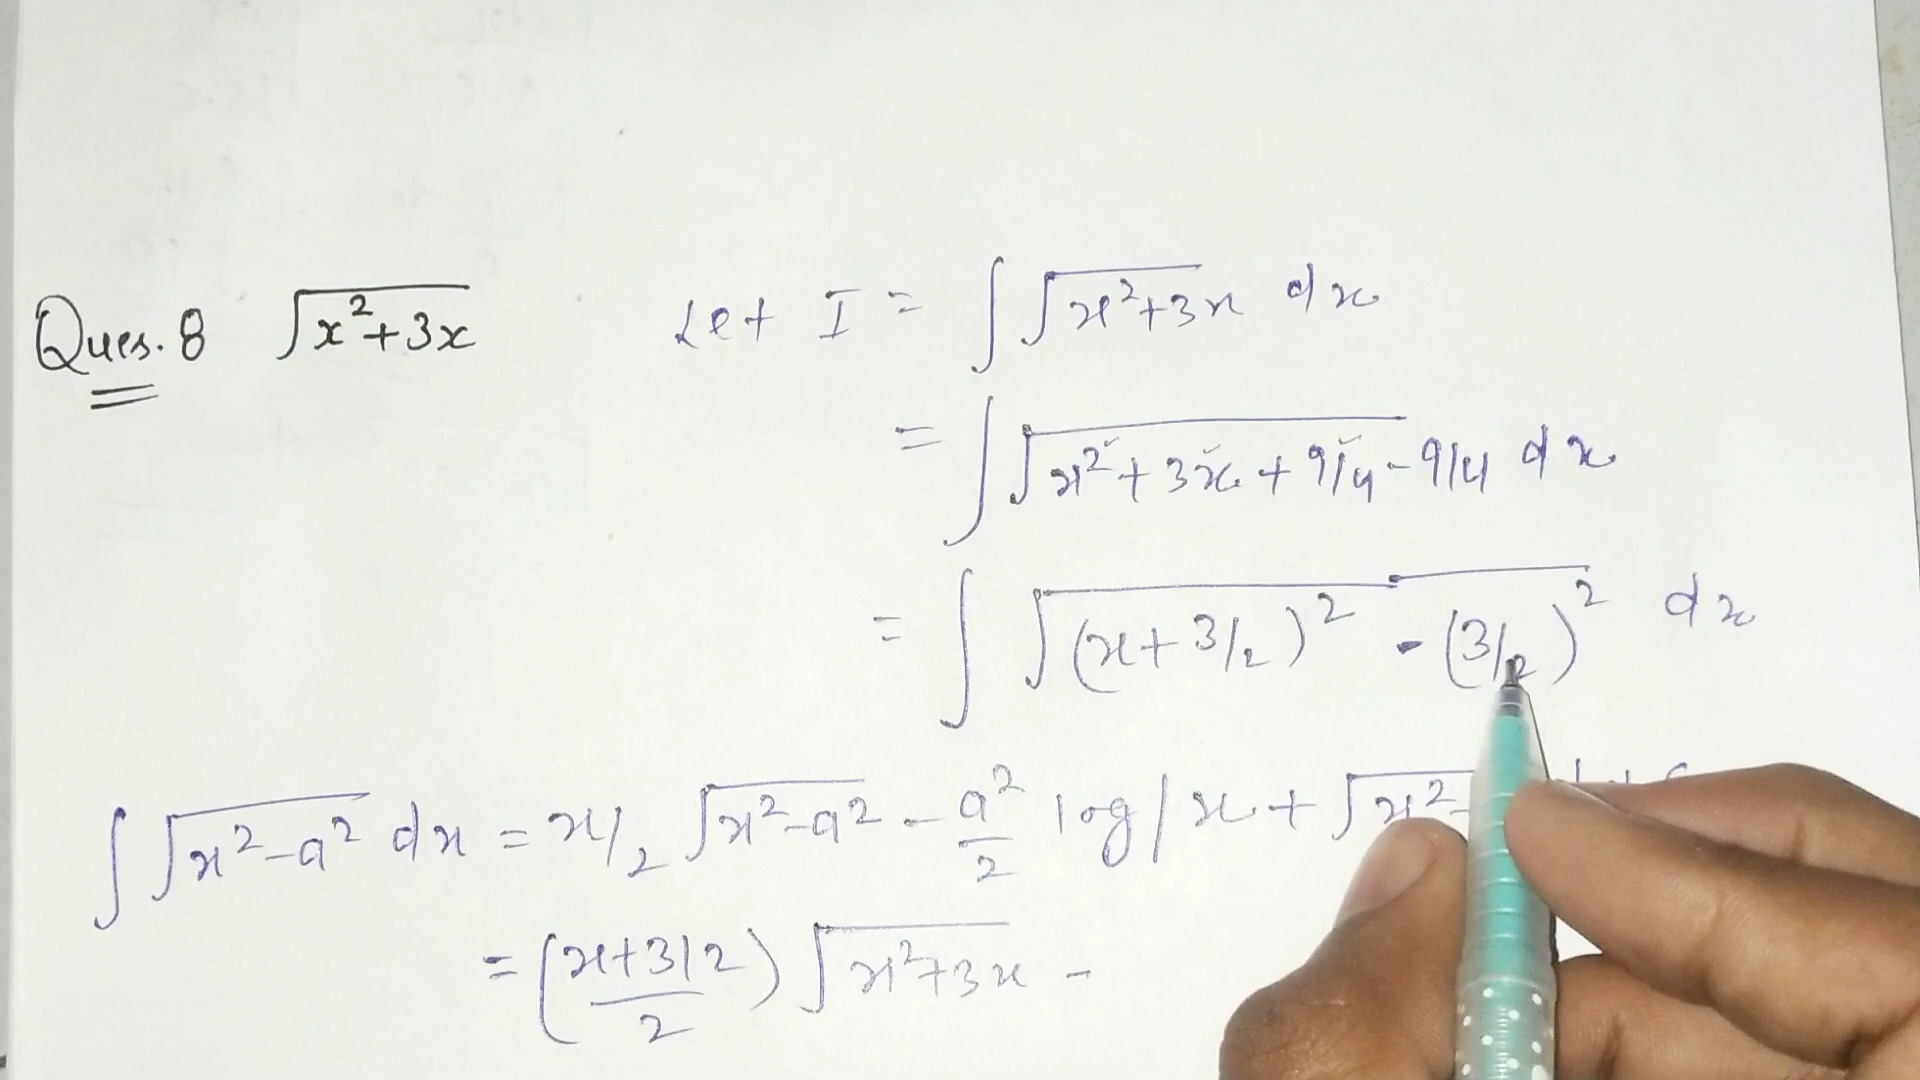 Ques. 8 √x²+3x Let I = ∫ √x²+3x dx
= ∫ √x²+3x+9/4-9/4 dx
= ∫ √(x+3/2)² - (3/2)² dx
∫ √x²-a² dx = x/2 √x²-a² - a²/2 log|x+√x²-
= (x+3/2/2) √x²+3x -